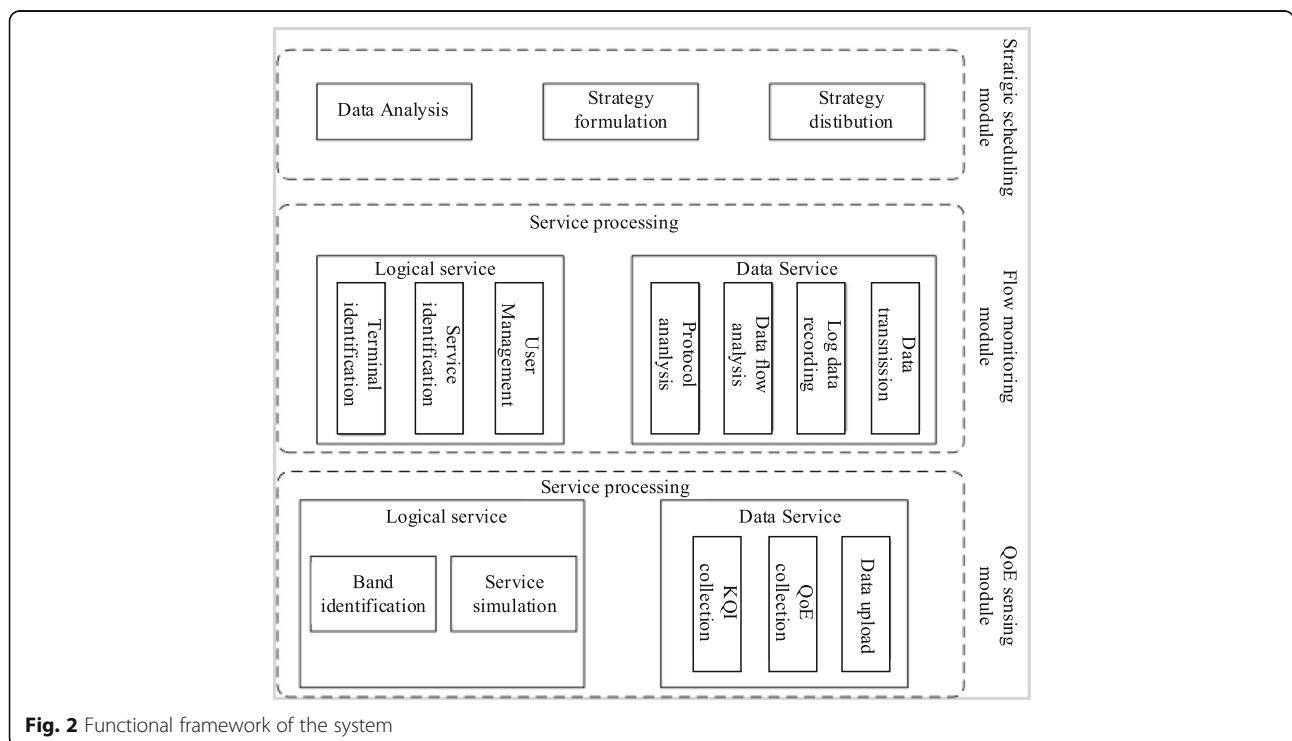 Data Analysis
Strategy
formulation
Strategy
distibution
Stratigic scheduling
module
Service processing
Logical service
Terminal
identification
Service
identification
User
Management
Data Service
Protocol
ananlysis
Data flow
analysis
Log data
recording
Data
transmission
Flow monitoring
module
Service processing
Logical service
Band
identification
Service
simulation
Data Service
KQI
collection
QoE
collection
Data upload
QoE sensing
module
Fig. 2 Functional framework of the system